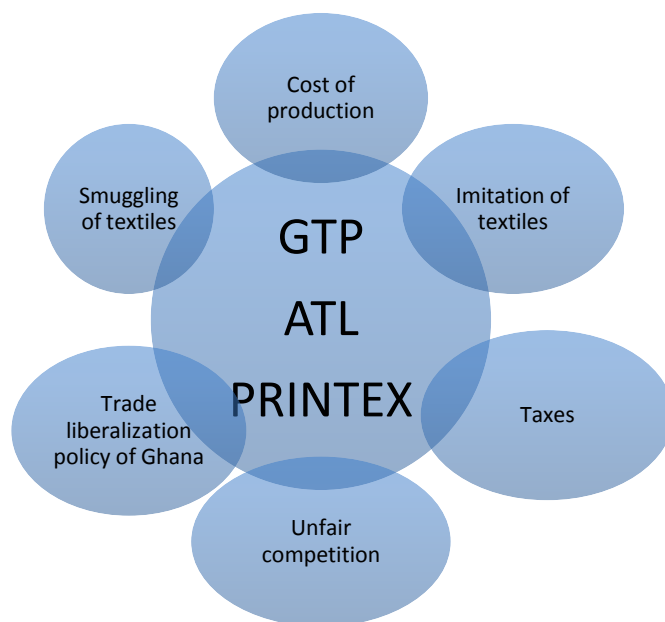 Cost of
production
Smuggling
of textiles
Imitation of
textiles
GTP
ATL
PRINTEX
Trade
liberalization
policy of Ghana
Taxes
Unfair
competition